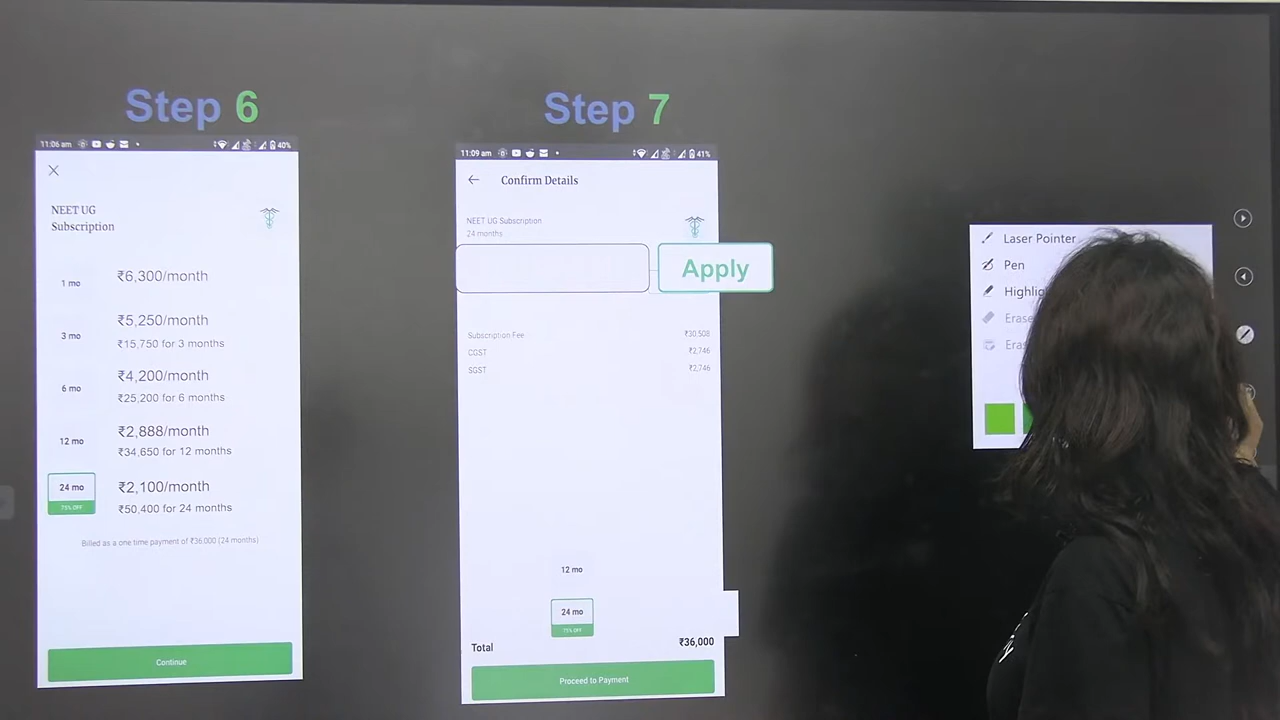 Step 6
11:06 am
40%
NEET UG
Subscription
1 mo
₹6,300/month
3 mo
₹5,250/month
₹15,750 for 3 months
6 mo
₹4,200/month
₹25,200 for 6 months
12 mo
₹2,888/month
₹34,650 for 12 months
24 mo
75% OFF
₹2,100/month
₹50,400 for 24 months
Billed as a one time payment of ₹36,000 (24 months)
Continue
Step 7
11:09 am
41%
Confirm Details
NEET UG Subscription
24 months
Apply
Subscription Fee ₹30,508
CGST ₹2,746
SGST ₹2,746
12 mo
24 mo
75% OFF
Total ₹36,000
Proceed to Payment
Laser Pointer
Pen